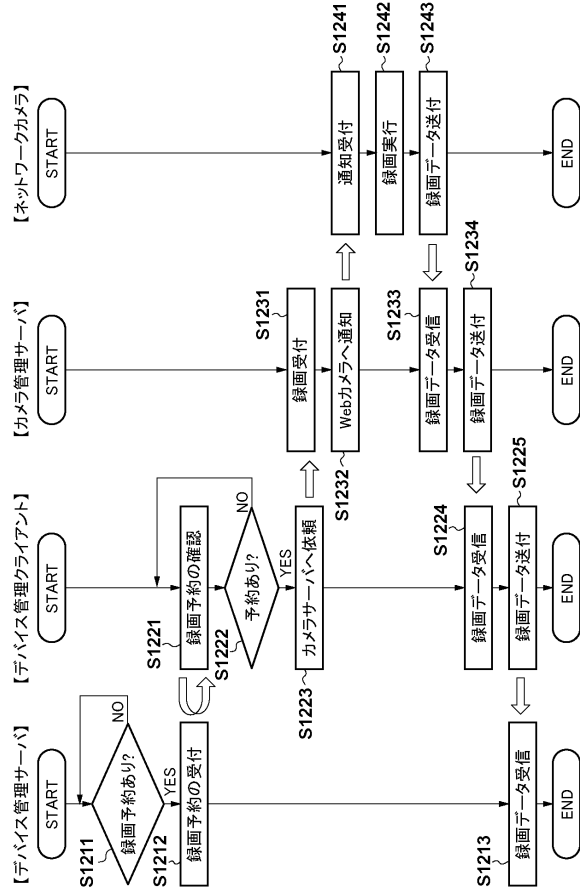 【デバイス管理サーバ】
START
録画予約あり?
S1211
NO
YES
録画予約の受付
S1212
録画データ受信
S1213
END
【デバイス管理クライアント】
START
録画予約の確認
S1221
予約あり?
S1222
NO
YES
カメラサーバへ依頼
S1223
録画データ受信
S1224
録画データ送付
S1225
END
【カメラ管理サーバ】
START
録画受付
S1231
Webカメラへ通知
S1232
録画データ受信
S1233
録画データ送付
S1234
END
【ネットワークカメラ】
START
通知受付
S1241
録画実行
S1242
録画データ送付
S1243
END